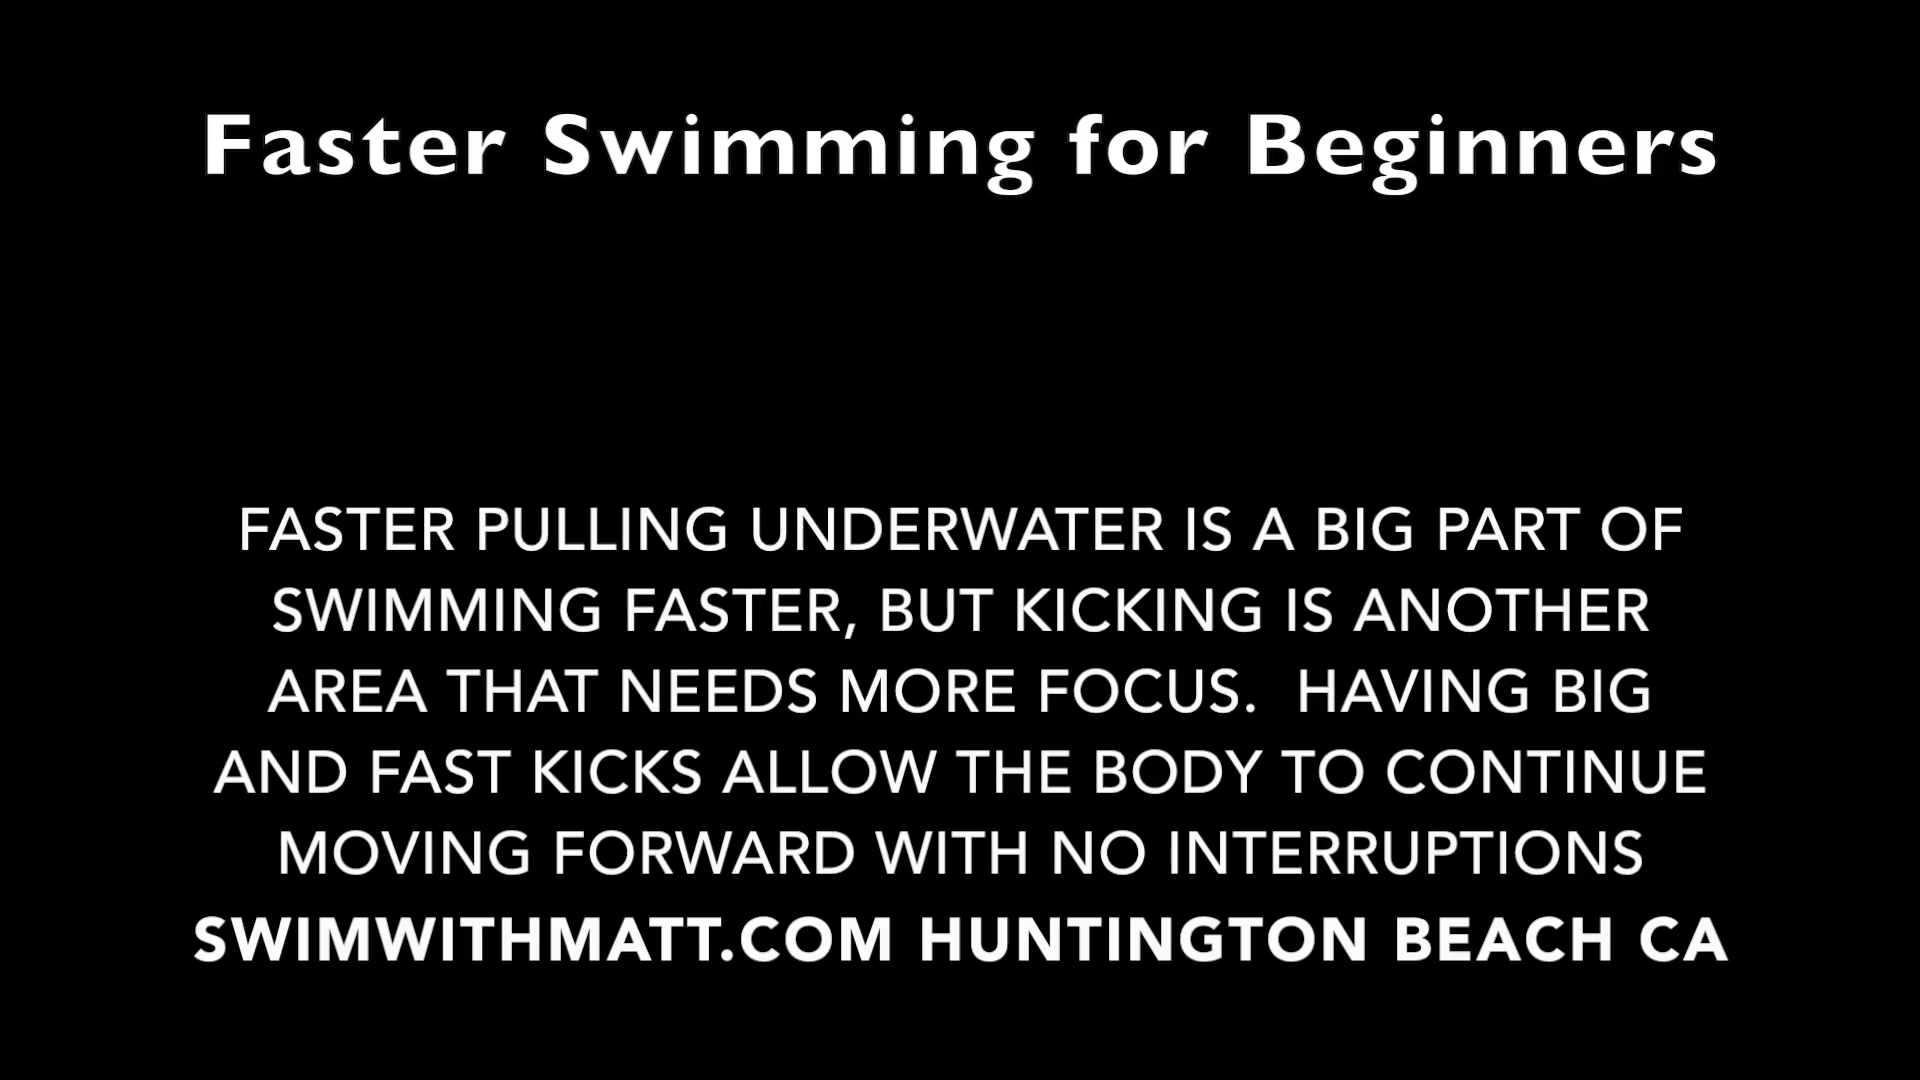 Faster Swimming for Beginners
FASTER PULLING UNDERWATER IS A BIG PART OF
SWIMMING FASTER, BUT KICKING IS ANOTHER
AREA THAT NEEDS MORE FOCUS.  HAVING BIG
AND FAST KICKS ALLOW THE BODY TO CONTINUE
MOVING FORWARD WITH NO INTERRUPTIONS
SWIMWITHMATT.COM HUNTINGTON BEACH CA